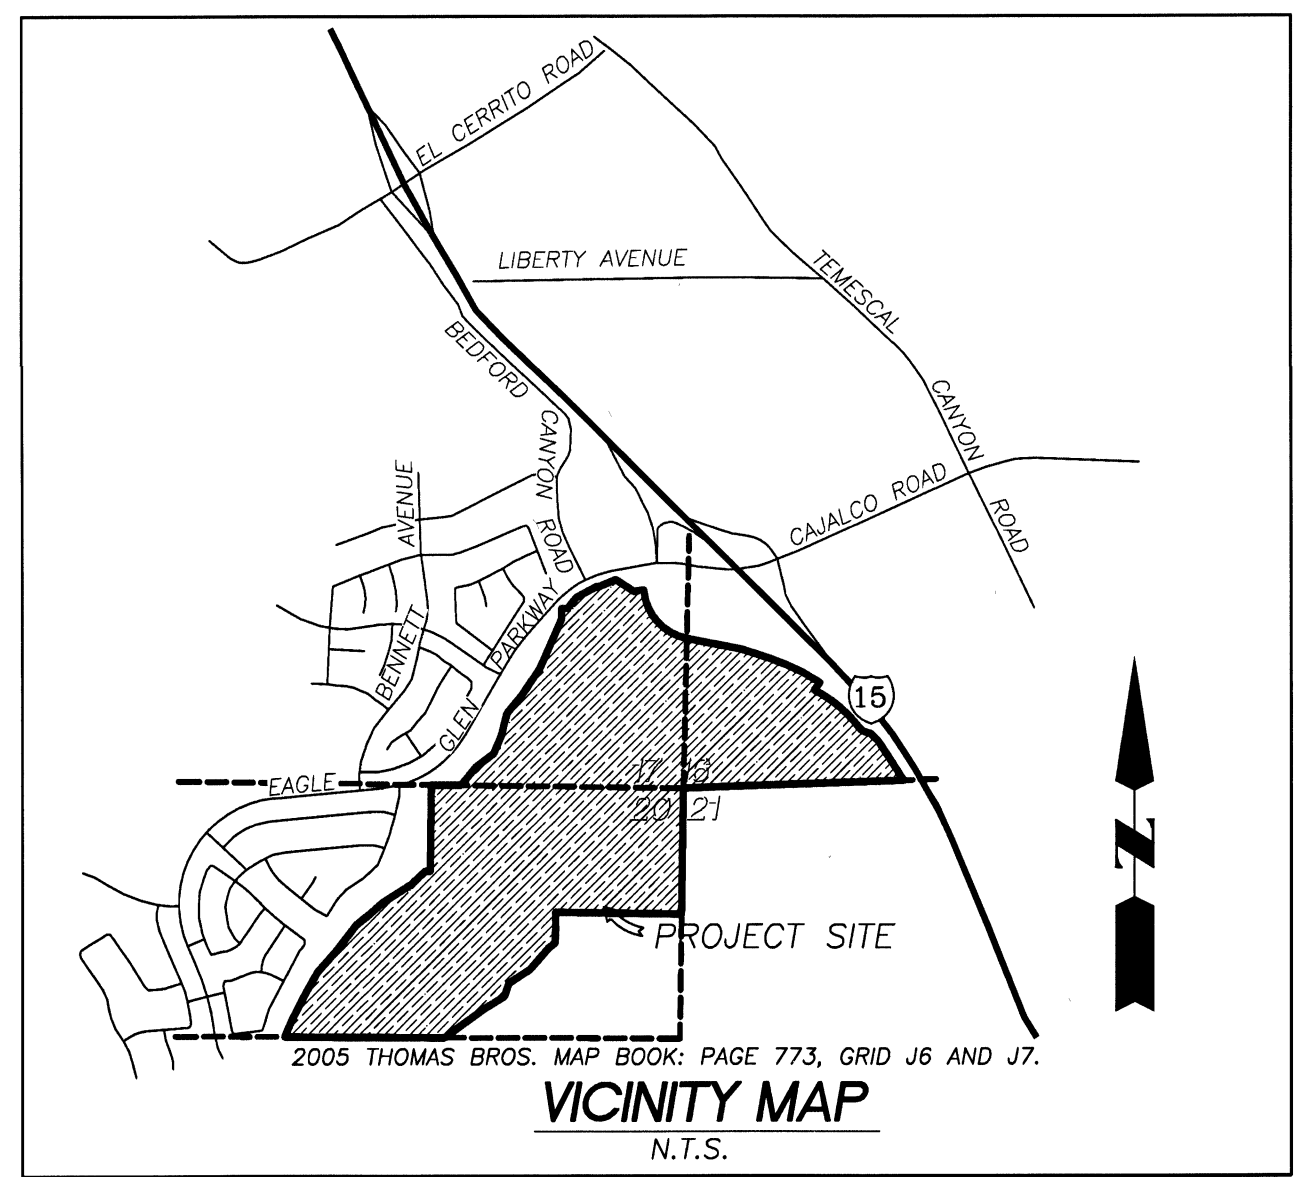 EL CERRITO ROAD
LIBERTY AVENUE
TEMESCAL
CANYON
ROAD
BEDFORD
CANYON
ROAD
CAJALCO ROAD
AVENUE
BENNETT
PARKWAY
GLEN
EAGLE
15
17 16
20 21
N
PROJECT SITE
2005 THOMAS BROS. MAP BOOK: PAGE 773, GRID J6 AND J7.
VICINITY MAP
N.T.S.